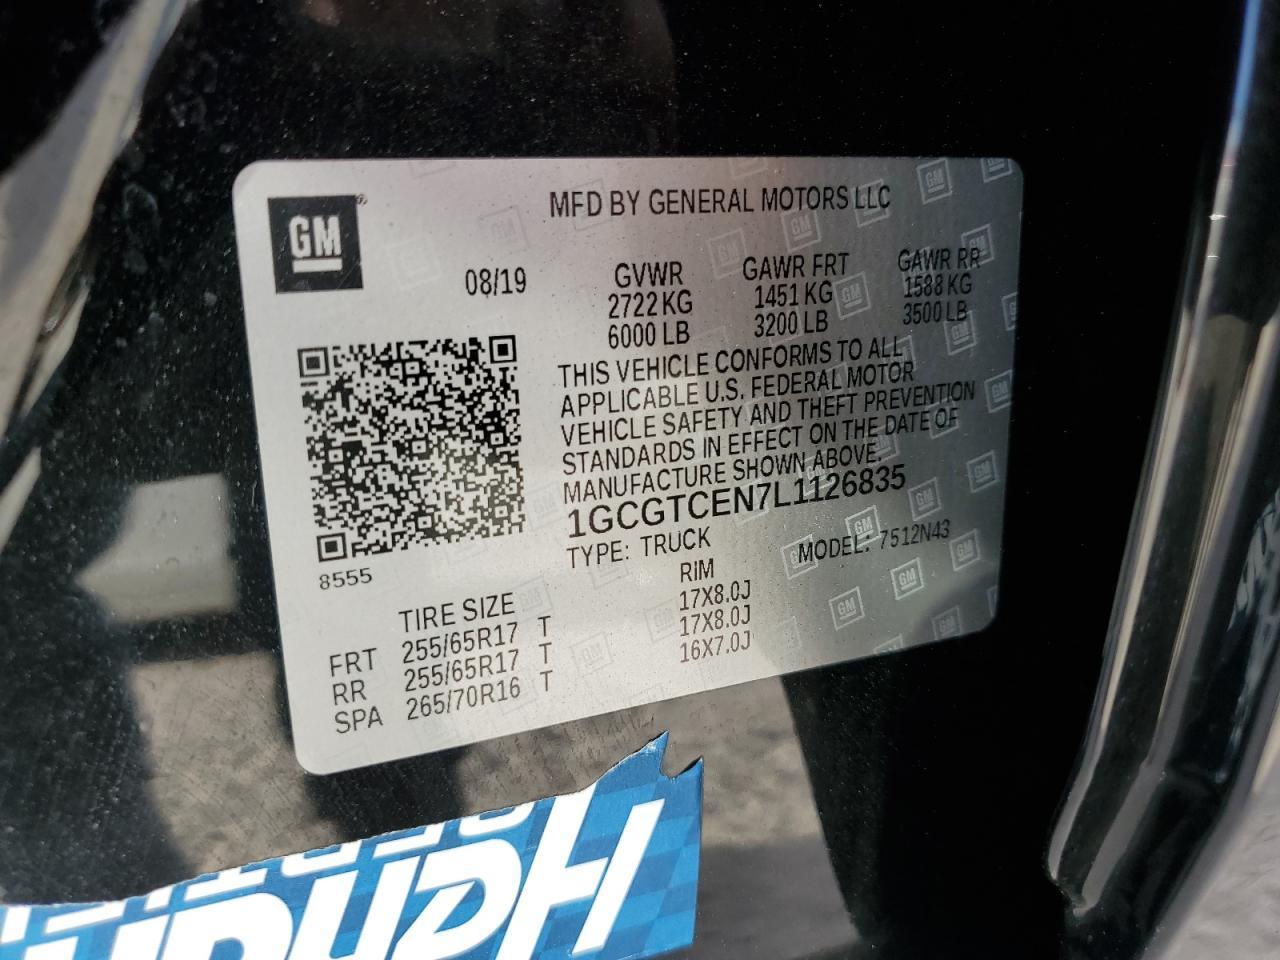 GM
MFD BY GENERAL MOTORS LLC
08/19
GVWR GAWR FRT GAWR RR
2722 KG 1451 KG 1588 KG
6000 LB 3200 LB 3500 LB
THIS VEHICLE CONFORMS TO ALL
APPLICABLE U.S. FEDERAL MOTOR
VEHICLE SAFETY AND THEFT PREVENTION
STANDARDS IN EFFECT ON THE DATE OF
MANUFACTURE SHOWN ABOVE.
1GCGTCEN7L1126835
TYPE: TRUCK MODEL: 7512N43
8555
TIRE SIZE RIM
FRT 255/65R17 T 17X8.0J
RR 255/65R17 T 17X8.0J
SPA 265/70R16 T 16X7.0J